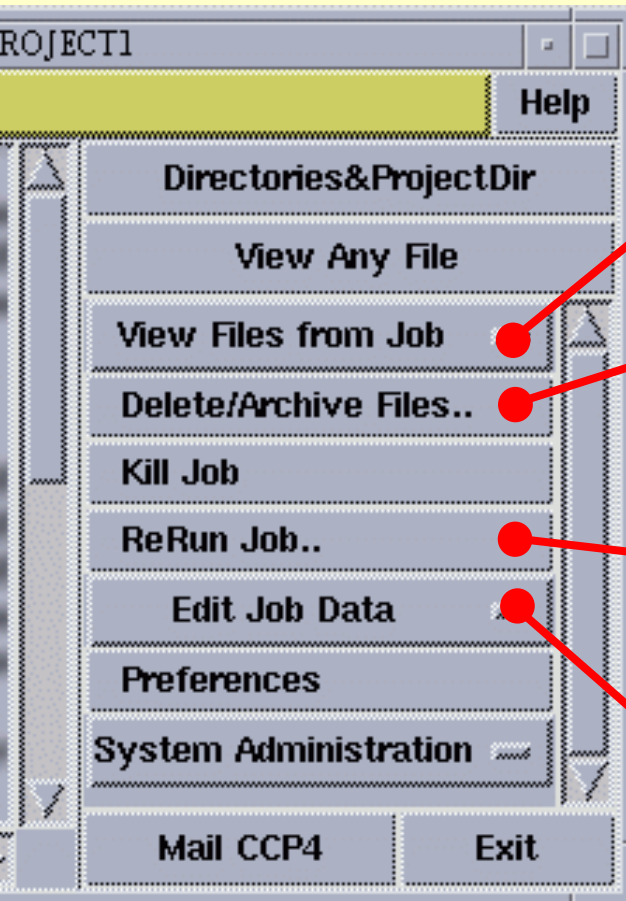 ROJECT1
Help
Directories&ProjectDir
View Any File
View Files from Job
Delete/Archive Files..
Kill Job
ReRun Job..
Edit Job Data
Preferences
System Administration
Mail CCP4
Exit